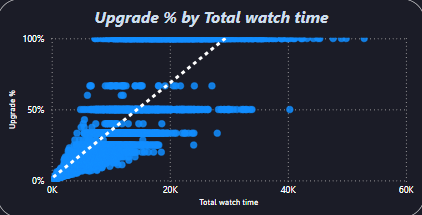 Upgrade % by Total watch time
100%
50%
0%
0K
20K
40K
60K
Upgrade %
Total watch time